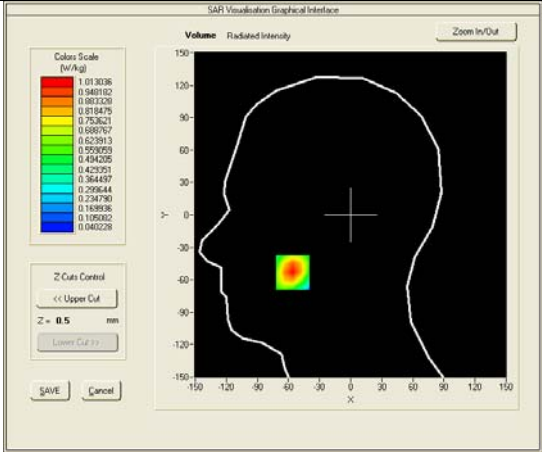 SAR Visualisation Graphical Interface
Volume Radiated Intensity
Zoom In/Out
Colors Scale
(W/kg)
1.013036
0.948182
0.883328
0.818475
0.753621
0.688767
0.623913
0.559059
0.494205
0.429351
0.364497
0.299644
0.234790
0.169936
0.105082
0.040228
Z Cuts Control
<< Upper Cut
Z = 0.5 mm
Lower Cut >>
SAVE Cancel
150-
120-
90-
60-
30-
Y 0-
-30-
-60-
-90-
-120-
-150-
-150 -120 -90 -60 -30 0 30 60 90 120 150
X